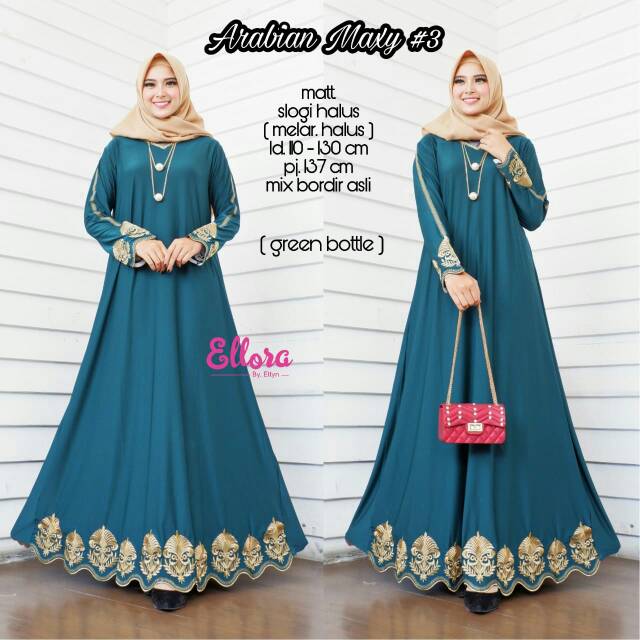 Arabian Maxy #3
matt
slogi halus
( melar. halus )
ld. 110 - 130 cm
pj. 137 cm
mix bordir asli
( green bottle )
Ellora
By. Ellyn